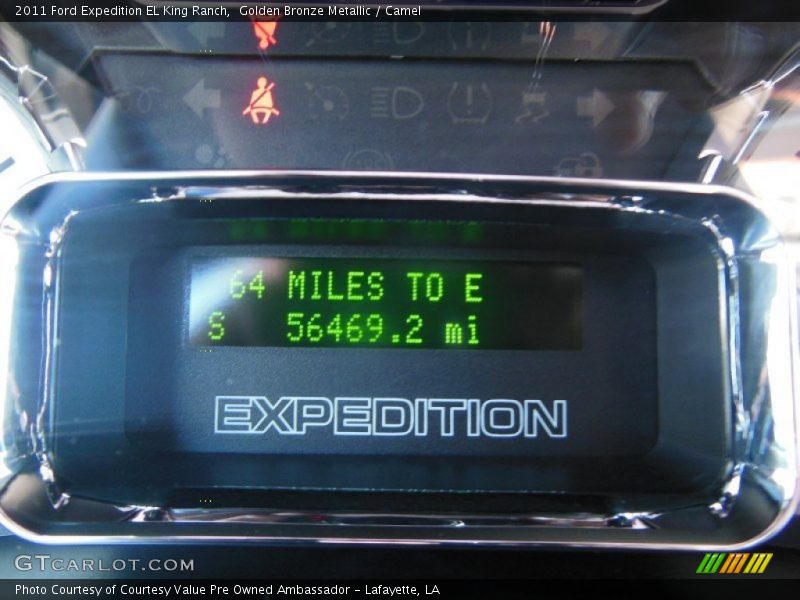 2011 Ford Expedition EL King Ranch,  Golden Bronze Metallic / Camel
64 MILES TO E
S 56469.2 mi
EXPEDITION
GTCARLOT.COM
Photo Courtesy of Courtesy Value Pre Owned Ambassador - Lafayette, LA